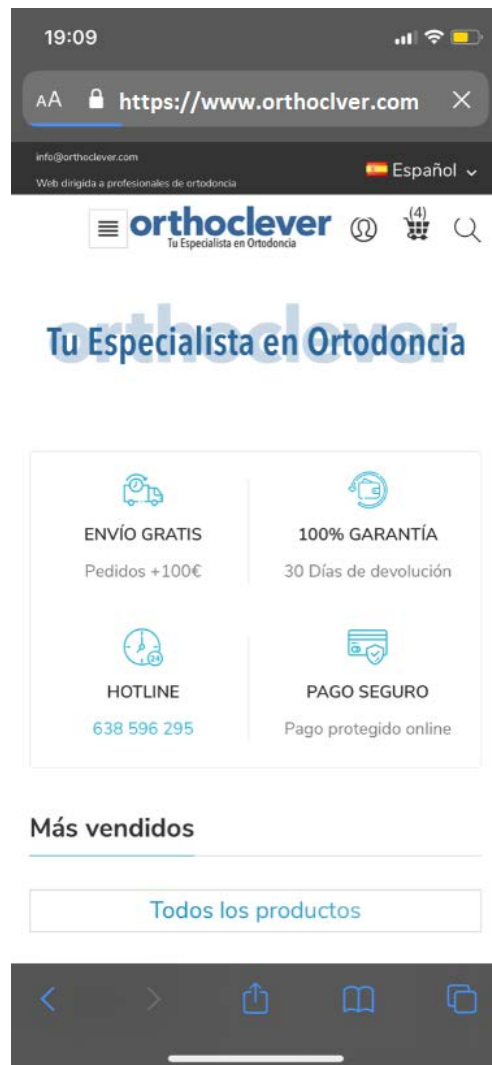 19:09
AA https://www.orthoclver.com
info@orthoclever.com
Web dirigida a profesionales de ortodoncia
Español
orthoclever
Tu Especialista en Ortodoncia
(4)
orthoclever
Tu Especialista en Ortodoncia
ENVÍO GRATIS
Pedidos +100€
100% GARANTÍA
30 Días de devolución
24
HOTLINE
638 596 295
PAGO SEGURO
Pago protegido online
Más vendidos
Todos los productos